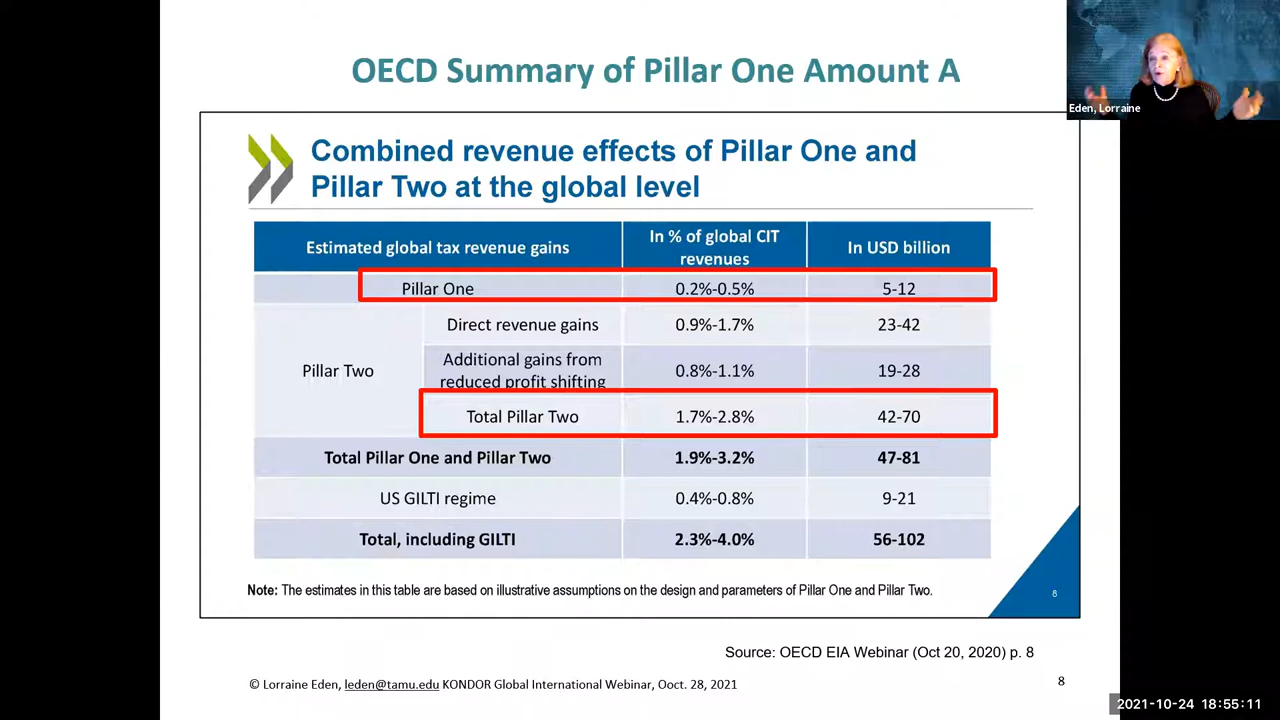 OECD Summary of Pillar One Amount A
Eden, Lorraine
Combined revenue effects of Pillar One and
Pillar Two at the global level
Estimated global tax revenue gains
In % of global CIT
revenues
In USD billion
Pillar One
0.2%-0.5%
5-12
Pillar Two
Direct revenue gains
0.9%-1.7%
23-42
Additional gains from
reduced profit shifting
0.8%-1.1%
19-28
Total Pillar Two
1.7%-2.8%
42-70
Total Pillar One and Pillar Two
1.9%-3.2%
47-81
US GILTI regime
0.4%-0.8%
9-21
Total, including GILTI
2.3%-4.0%
56-102
Note: The estimates in this table are based on illustrative assumptions on the design and parameters of Pillar One and Pillar Two.
8
Source: OECD EIA Webinar (Oct 20, 2020) p. 8
© Lorraine Eden, leden@tamu.edu KONDOR Global International Webinar, Ooct. 28, 2021
8
2021-10-24 18:55:11